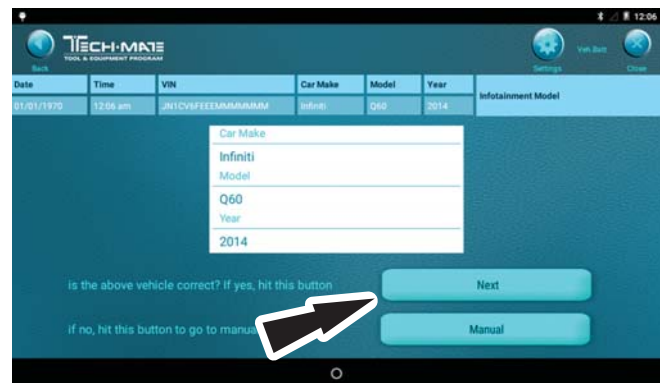 12:06
TECH·MATE
TOOL & EQUIPMENT PROGRAM
Back
Settings
Veh Batt
Close
Date Time VIN Car Make Model Year Infotainment Model
01/01/1970 12:06 am Infiniti Q60 2014
Car Make
Infiniti
Model
Q60
Year
2014
is the above vehicle correct? If yes, hit this button
Next
if no, hit this button to go to manual
Manual